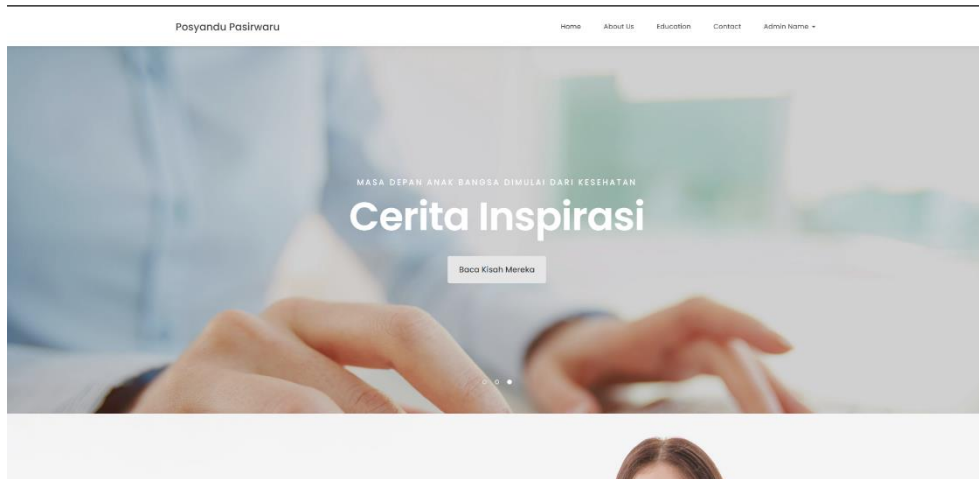 Posyandu Pasirwaru
Home About Us Education Contact Admin Name
MASA DEPAN ANAK BANGSA DIMULAI DARI KESEHATAN
Cerita Inspirasi
Baca Kisah Mereka